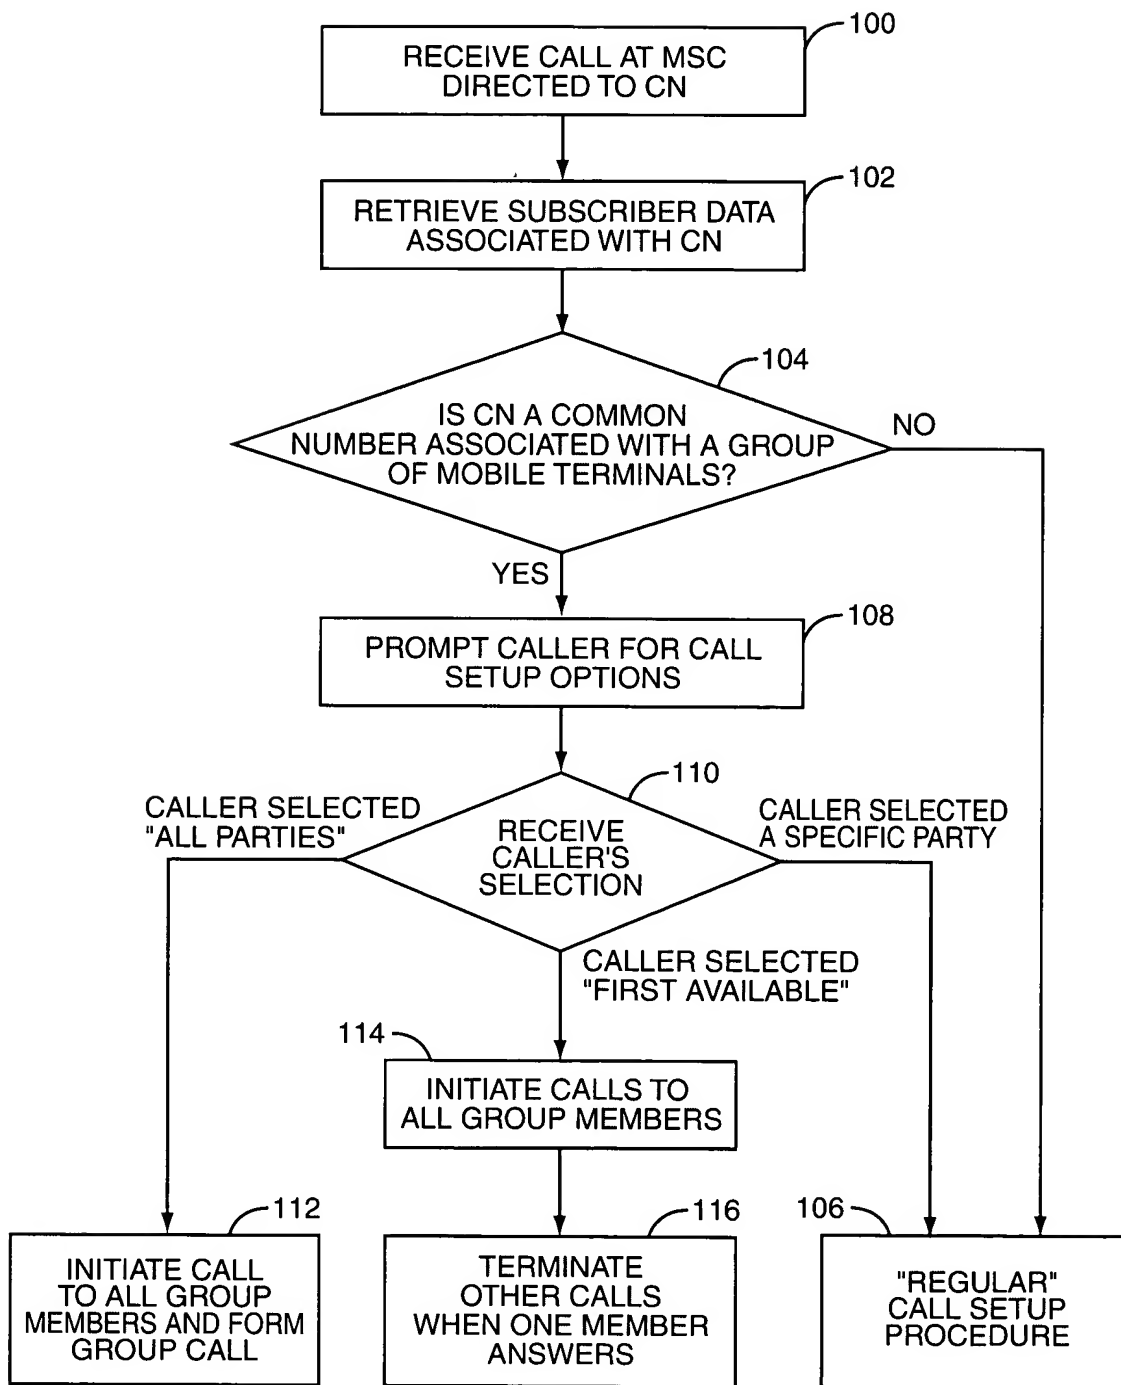 100
RECEIVE CALL AT MSC
DIRECTED TO CN
102
RETRIEVE SUBSCRIBER DATA
ASSOCIATED WITH CN
104
IS CN A COMMON
NUMBER ASSOCIATED WITH A GROUP
OF MOBILE TERMINALS?
NO
YES
108
PROMPT CALLER FOR CALL
SETUP OPTIONS
110
CALLER SELECTED
"ALL PARTIES"
RECEIVE
CALLER'S
SELECTION
CALLER SELECTED
A SPECIFIC PARTY
CALLER SELECTED
"FIRST AVAILABLE"
114
INITIATE CALLS TO
ALL GROUP MEMBERS
112
INITIATE CALL
TO ALL GROUP
MEMBERS AND FORM
GROUP CALL
116
TERMINATE
OTHER CALLS
WHEN ONE MEMBER
ANSWERS
106
"REGULAR"
CALL SETUP
PROCEDURE